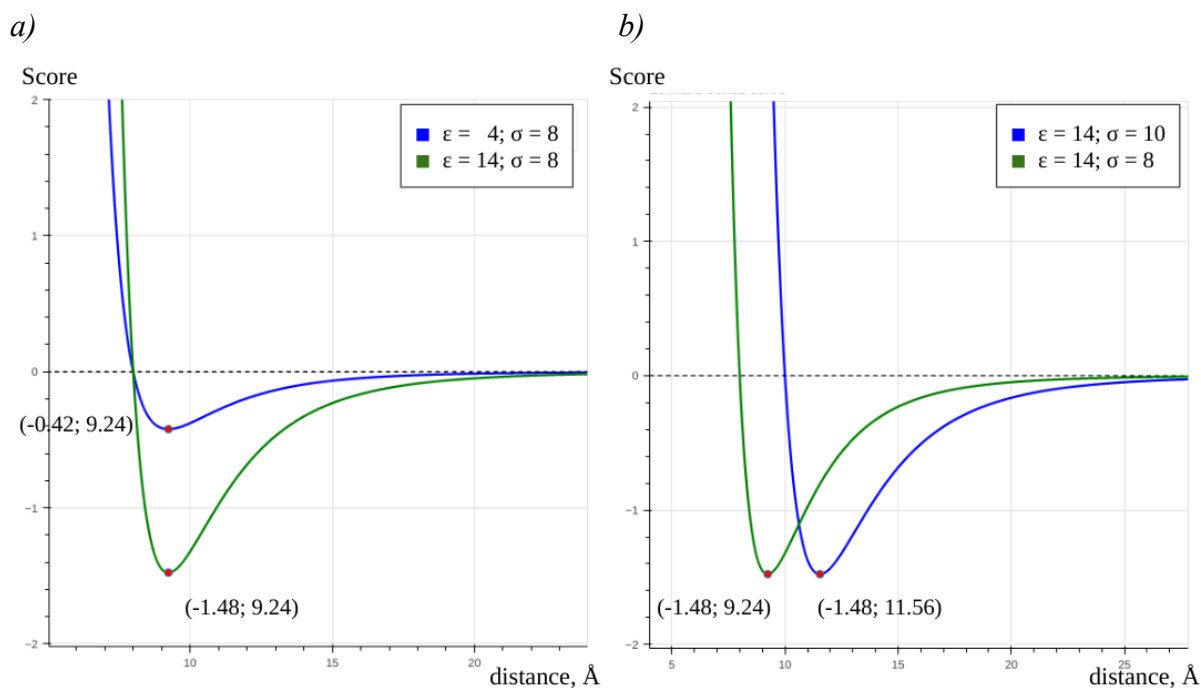 a)
Score
2
1
0
−1
−2
10
15
20
distance, Å
ε = 4; σ = 8
ε = 14; σ = 8
(-0.42; 9.24)
(-1.48; 9.24)
b)
Score
2
1
0
−1
−2
5
10
15
20
25
distance, Å
ε = 14; σ = 10
ε = 14; σ = 8
(-1.48; 9.24)
(-1.48; 11.56)